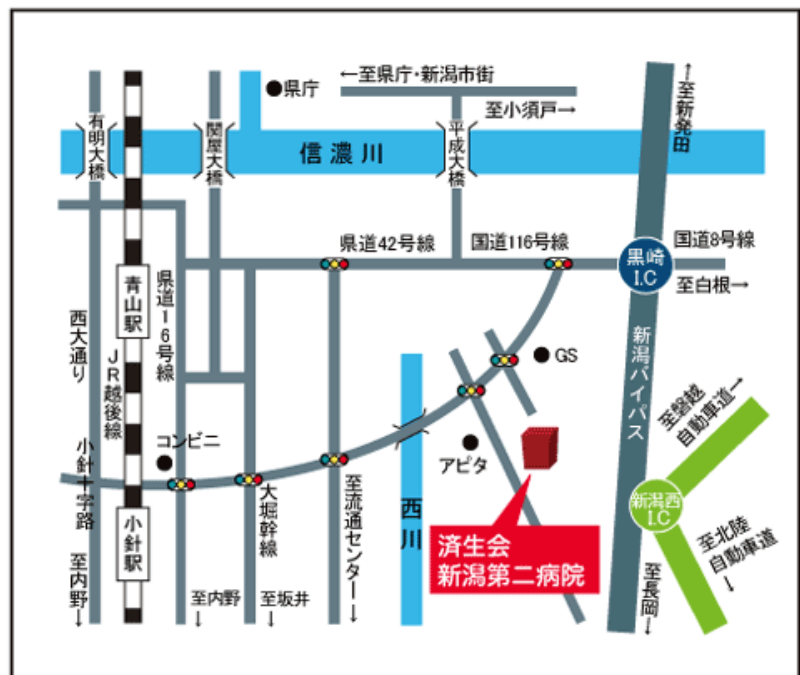 ←至県庁・新潟市街
●県庁
至小須戸→
至新発田
→
有明大橋
関屋大橋
平成大橋
信濃川
県道42号線
国道116号線
国道8号線
黒崎
I.C
至白根→
青山駅
県道16号線
西大通り
JR越後線
新潟バイパス
●GS
至磐越
自動車道→
コンビニ
●
●
アピタ
小針十字路
大堀幹線
至流通センター→
西川
新潟西
I.C
小針駅
済生会
新潟第二病院
至北陸
自動車道
→
至内野→
至内野
↓
至坂井
↓
至長岡→